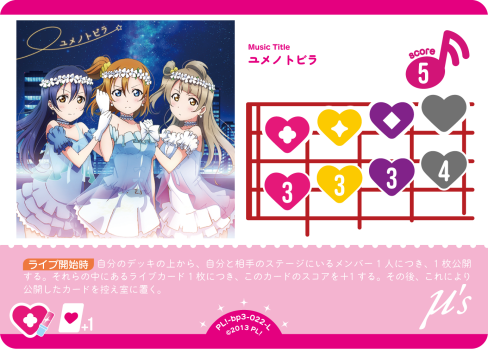 ユメノトビラ
Music Title
ユメノトビラ
score
5
3 3 3 4
ライブ開始時 自分のデッキの上から、自分と相手のステージにいるメンバー1人につき、1枚公開
する。それらの中にあるライブカード1枚につき、このカードのスコアを+1する。その後、これにより
公開したカードを控え室に置く。
+1
PL!-bp3-022-L
©2013 PL!
μ's